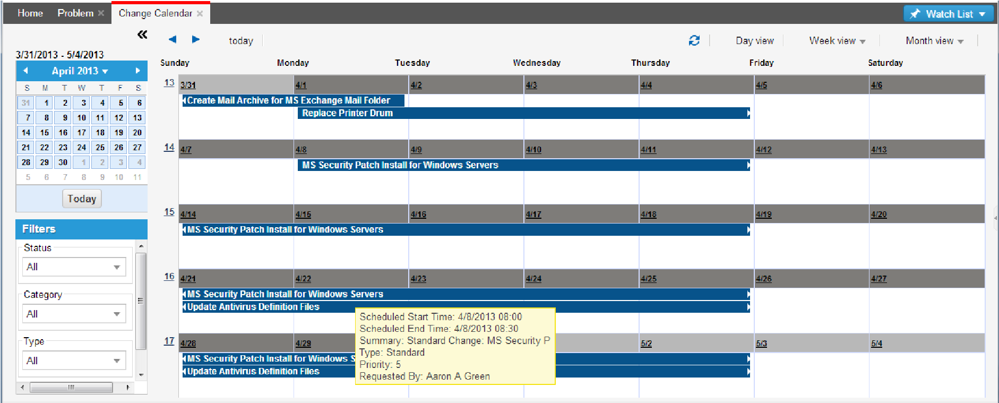 Home Problem Change Calendar Watch List
today Day view Week view Month view
3/31/2013 - 5/4/2013
April 2013
S M T W T F S
31 1 2 3 4 5 6
7 8 9 10 11 12 13
14 15 16 17 18 19 20
21 22 23 24 25 26 27
28 29 30 1 2 3 4
5 6 7 8 9 10 11
Today
Filters
Status
All
Category
All
Type
All
Sunday Monday Tuesday Wednesday Thursday Friday Saturday
13 3/31 4/1 4/2 4/3 4/4 4/5 4/6
Create Mail Archive for MS Exchange Mail Folder
Replace Printer Drum
14 4/7 4/8 4/9 4/10 4/11 4/12 4/13
MS Security Patch Install for Windows Servers
15 4/14 4/15 4/16 4/17 4/18 4/19 4/20
MS Security Patch Install for Windows Servers
16 4/21 4/22 4/23 4/24 4/25 4/26 4/27
MS Security Patch Install for Windows Servers
Update Antivirus Definition Files
17 4/28 4/29 5/2 5/3 5/4
MS Security Patch Install for Windows S
Update Antivirus Definition Files
Scheduled Start Time: 4/8/2013 08:00
Scheduled End Time: 4/8/2013 08:30
Summary: Standard Change: MS Security P
Type: Standard
Priority: 5
Requested By: Aaron A Green